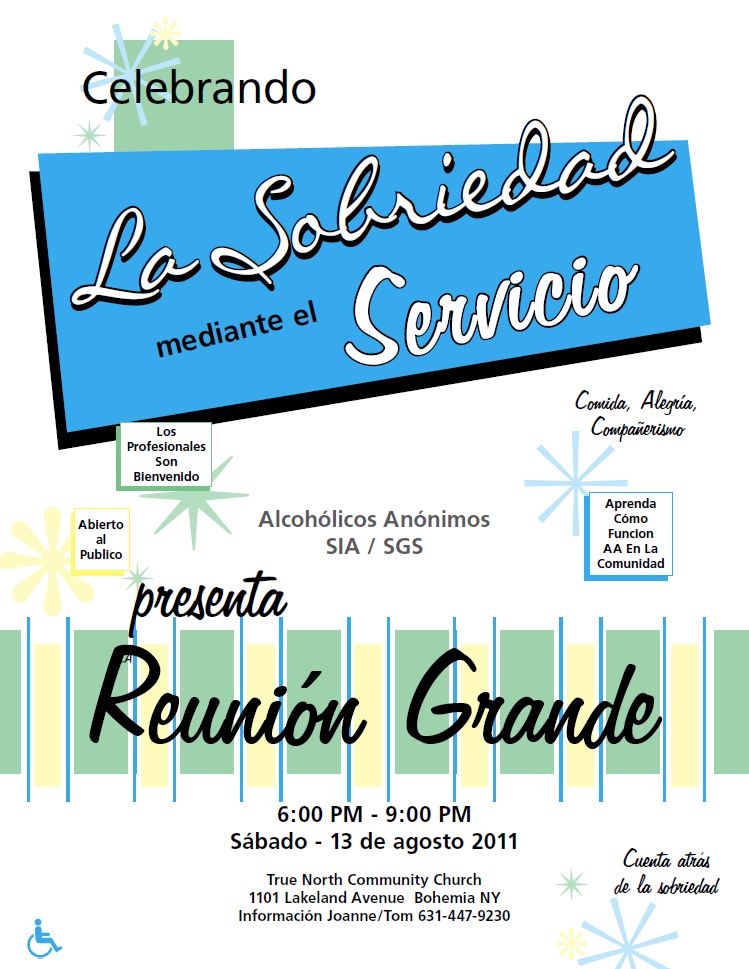 Celebrando
La Sobriedad
mediante el Servicio
Comida, Alegría,
Compañerismo
Los
Profesionales
Son
Bienvenido
Abierto
al
Publico
Alcohólicos Anónimos
SIA / SGS
Aprenda
Cómo
Funcion
AA En La
Comunidad
presenta
LA
Reunión Grande
6:00 PM - 9:00 PM
Sábado - 13 de agosto 2011
True North Community Church
1101 Lakeland Avenue Bohemia NY
Información Joanne/Tom 631-447-9230
Cuenta atrás
de la sobriedad